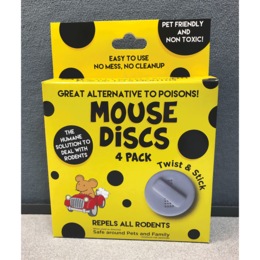 PET FRIENDLY
AND
NON TOXIC!
EASY TO USE
NO MESS, NO CLEANUP
GREAT ALTERNATIVE TO POISONS!
MOUSE
DiSCS
4 PACK
THE
HUMANE
SOLUTION TO
DEAL WITH
RODENTS
Twist & Stick
REPELS ALL RODENTS
Safe around Pets and Family